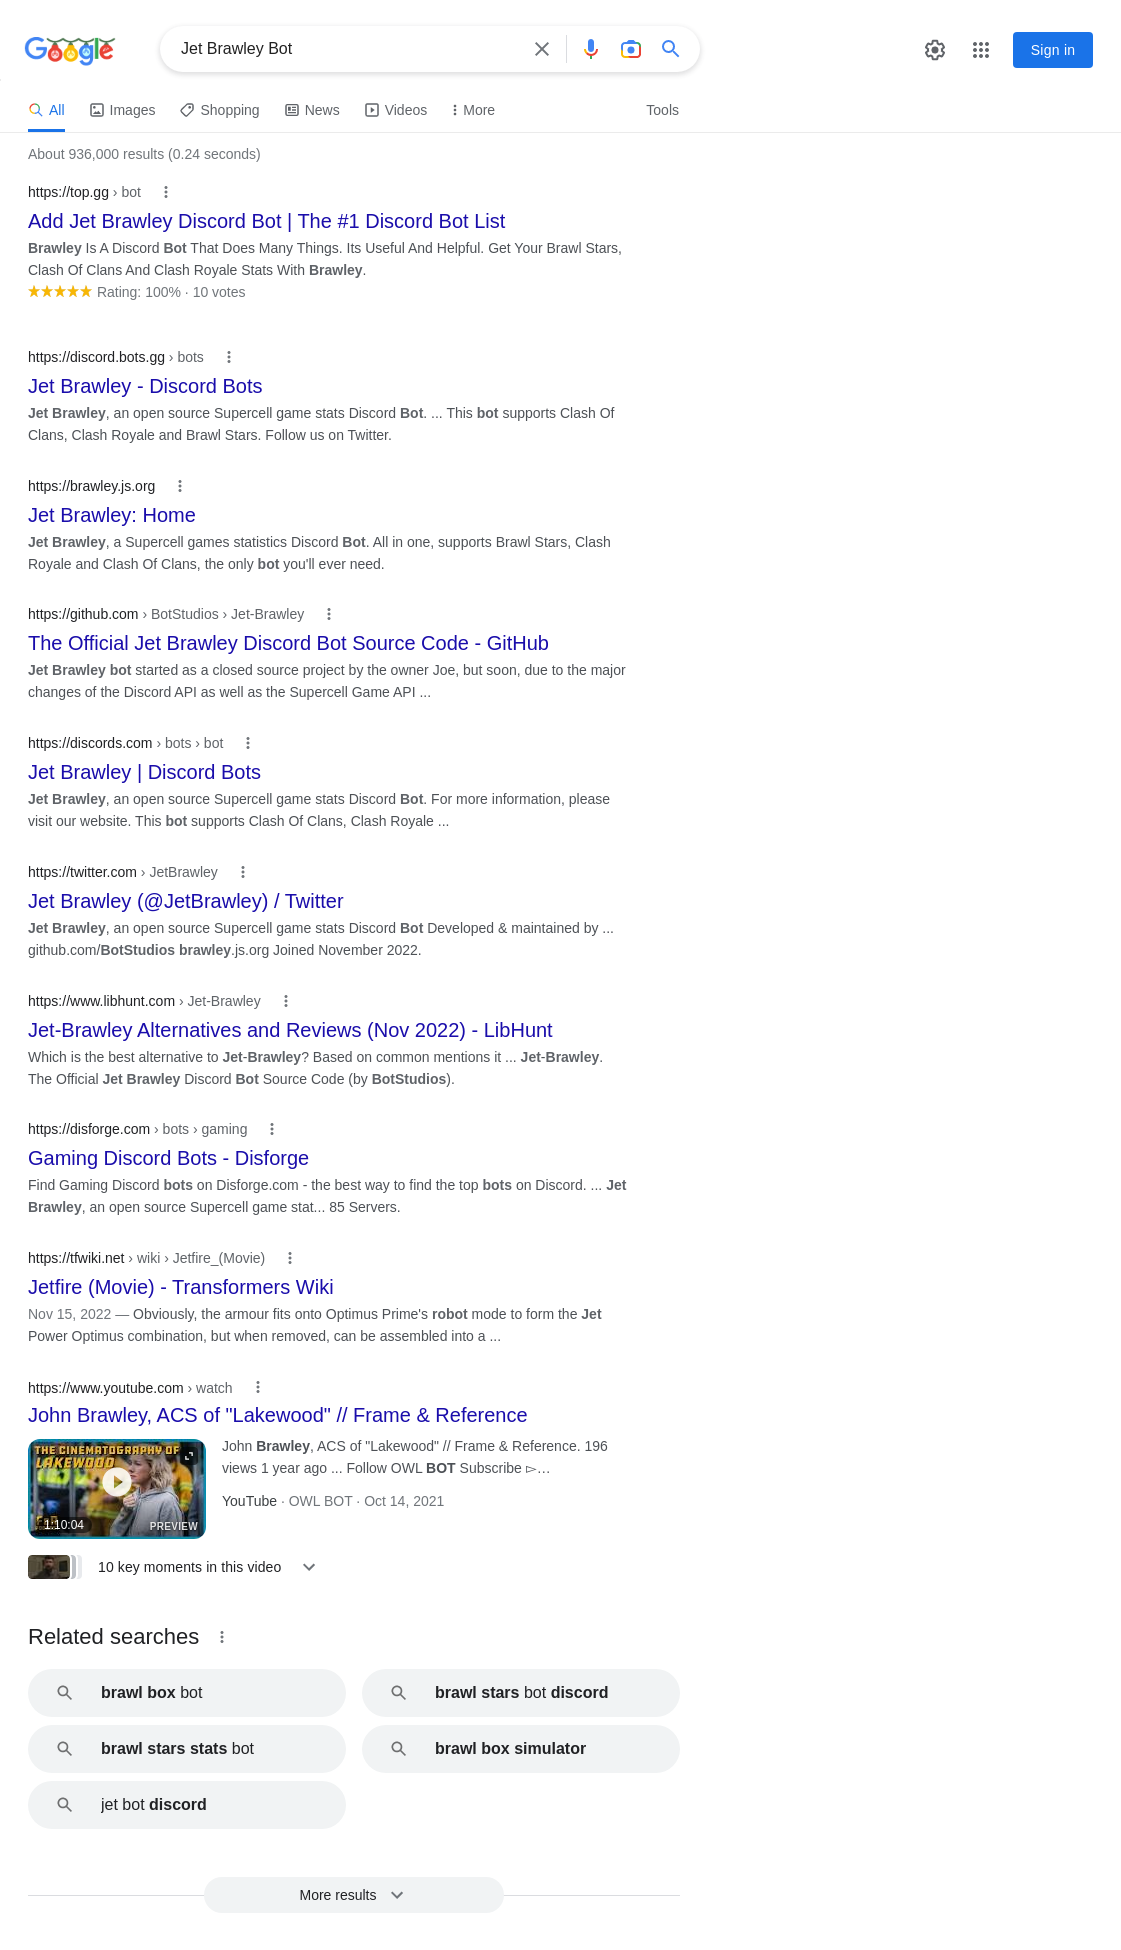 Google
Jet Brawley Bot
Sign in
All Images Shopping News Videos More Tools
About 936,000 results (0.24 seconds)
https://top.gg › bot
Add Jet Brawley Discord Bot | The #1 Discord Bot List
Brawley Is A Discord Bot That Does Many Things. Its Useful And Helpful. Get Your Brawl Stars,
Clash Of Clans And Clash Royale Stats With Brawley.
Rating: 100% · 10 votes
https://discord.bots.gg › bots
Jet Brawley - Discord Bots
Jet Brawley, an open source Supercell game stats Discord Bot. ... This bot supports Clash Of
Clans, Clash Royale and Brawl Stars. Follow us on Twitter.
https://brawley.js.org
Jet Brawley: Home
Jet Brawley, a Supercell games statistics Discord Bot. All in one, supports Brawl Stars, Clash
Royale and Clash Of Clans, the only bot you'll ever need.
https://github.com › BotStudios › Jet-Brawley
The Official Jet Brawley Discord Bot Source Code - GitHub
Jet Brawley bot started as a closed source project by the owner Joe, but soon, due to the major
changes of the Discord API as well as the Supercell Game API ...
https://discords.com › bots › bot
Jet Brawley | Discord Bots
Jet Brawley, an open source Supercell game stats Discord Bot. For more information, please
visit our website. This bot supports Clash Of Clans, Clash Royale ...
https://twitter.com › JetBrawley
Jet Brawley (@JetBrawley) / Twitter
Jet Brawley, an open source Supercell game stats Discord Bot Developed & maintained by ...
github.com/BotStudios brawley.js.org Joined November 2022.
https://www.libhunt.com › Jet-Brawley
Jet-Brawley Alternatives and Reviews (Nov 2022) - LibHunt
Which is the best alternative to Jet-Brawley? Based on common mentions it ... Jet-Brawley.
The Official Jet Brawley Discord Bot Source Code (by BotStudios).
https://disforge.com › bots › gaming
Gaming Discord Bots - Disforge
Find Gaming Discord bots on Disforge.com - the best way to find the top bots on Discord. ... Jet
Brawley, an open source Supercell game stat... 85 Servers.
https://tfwiki.net › wiki › Jetfire_(Movie)
Jetfire (Movie) - Transformers Wiki
Nov 15, 2022 — Obviously, the armour fits onto Optimus Prime's robot mode to form the Jet
Power Optimus combination, but when removed, can be assembled into a ...
https://www.youtube.com › watch
John Brawley, ACS of "Lakewood" // Frame & Reference
THE CINEMATOGRAPHY OF
LAKEWOOD
1:10:04
PREVIEW
John Brawley, ACS of "Lakewood" // Frame & Reference. 196
views 1 year ago ... Follow OWL BOT Subscribe ▻…
YouTube · OWL BOT · Oct 14, 2021
10 key moments in this video
Related searches
brawl box bot
brawl stars bot discord
brawl stars stats bot
brawl box simulator
jet bot discord
More results